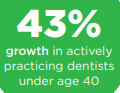 43%
growth in actively
practicing dentists
under age 40